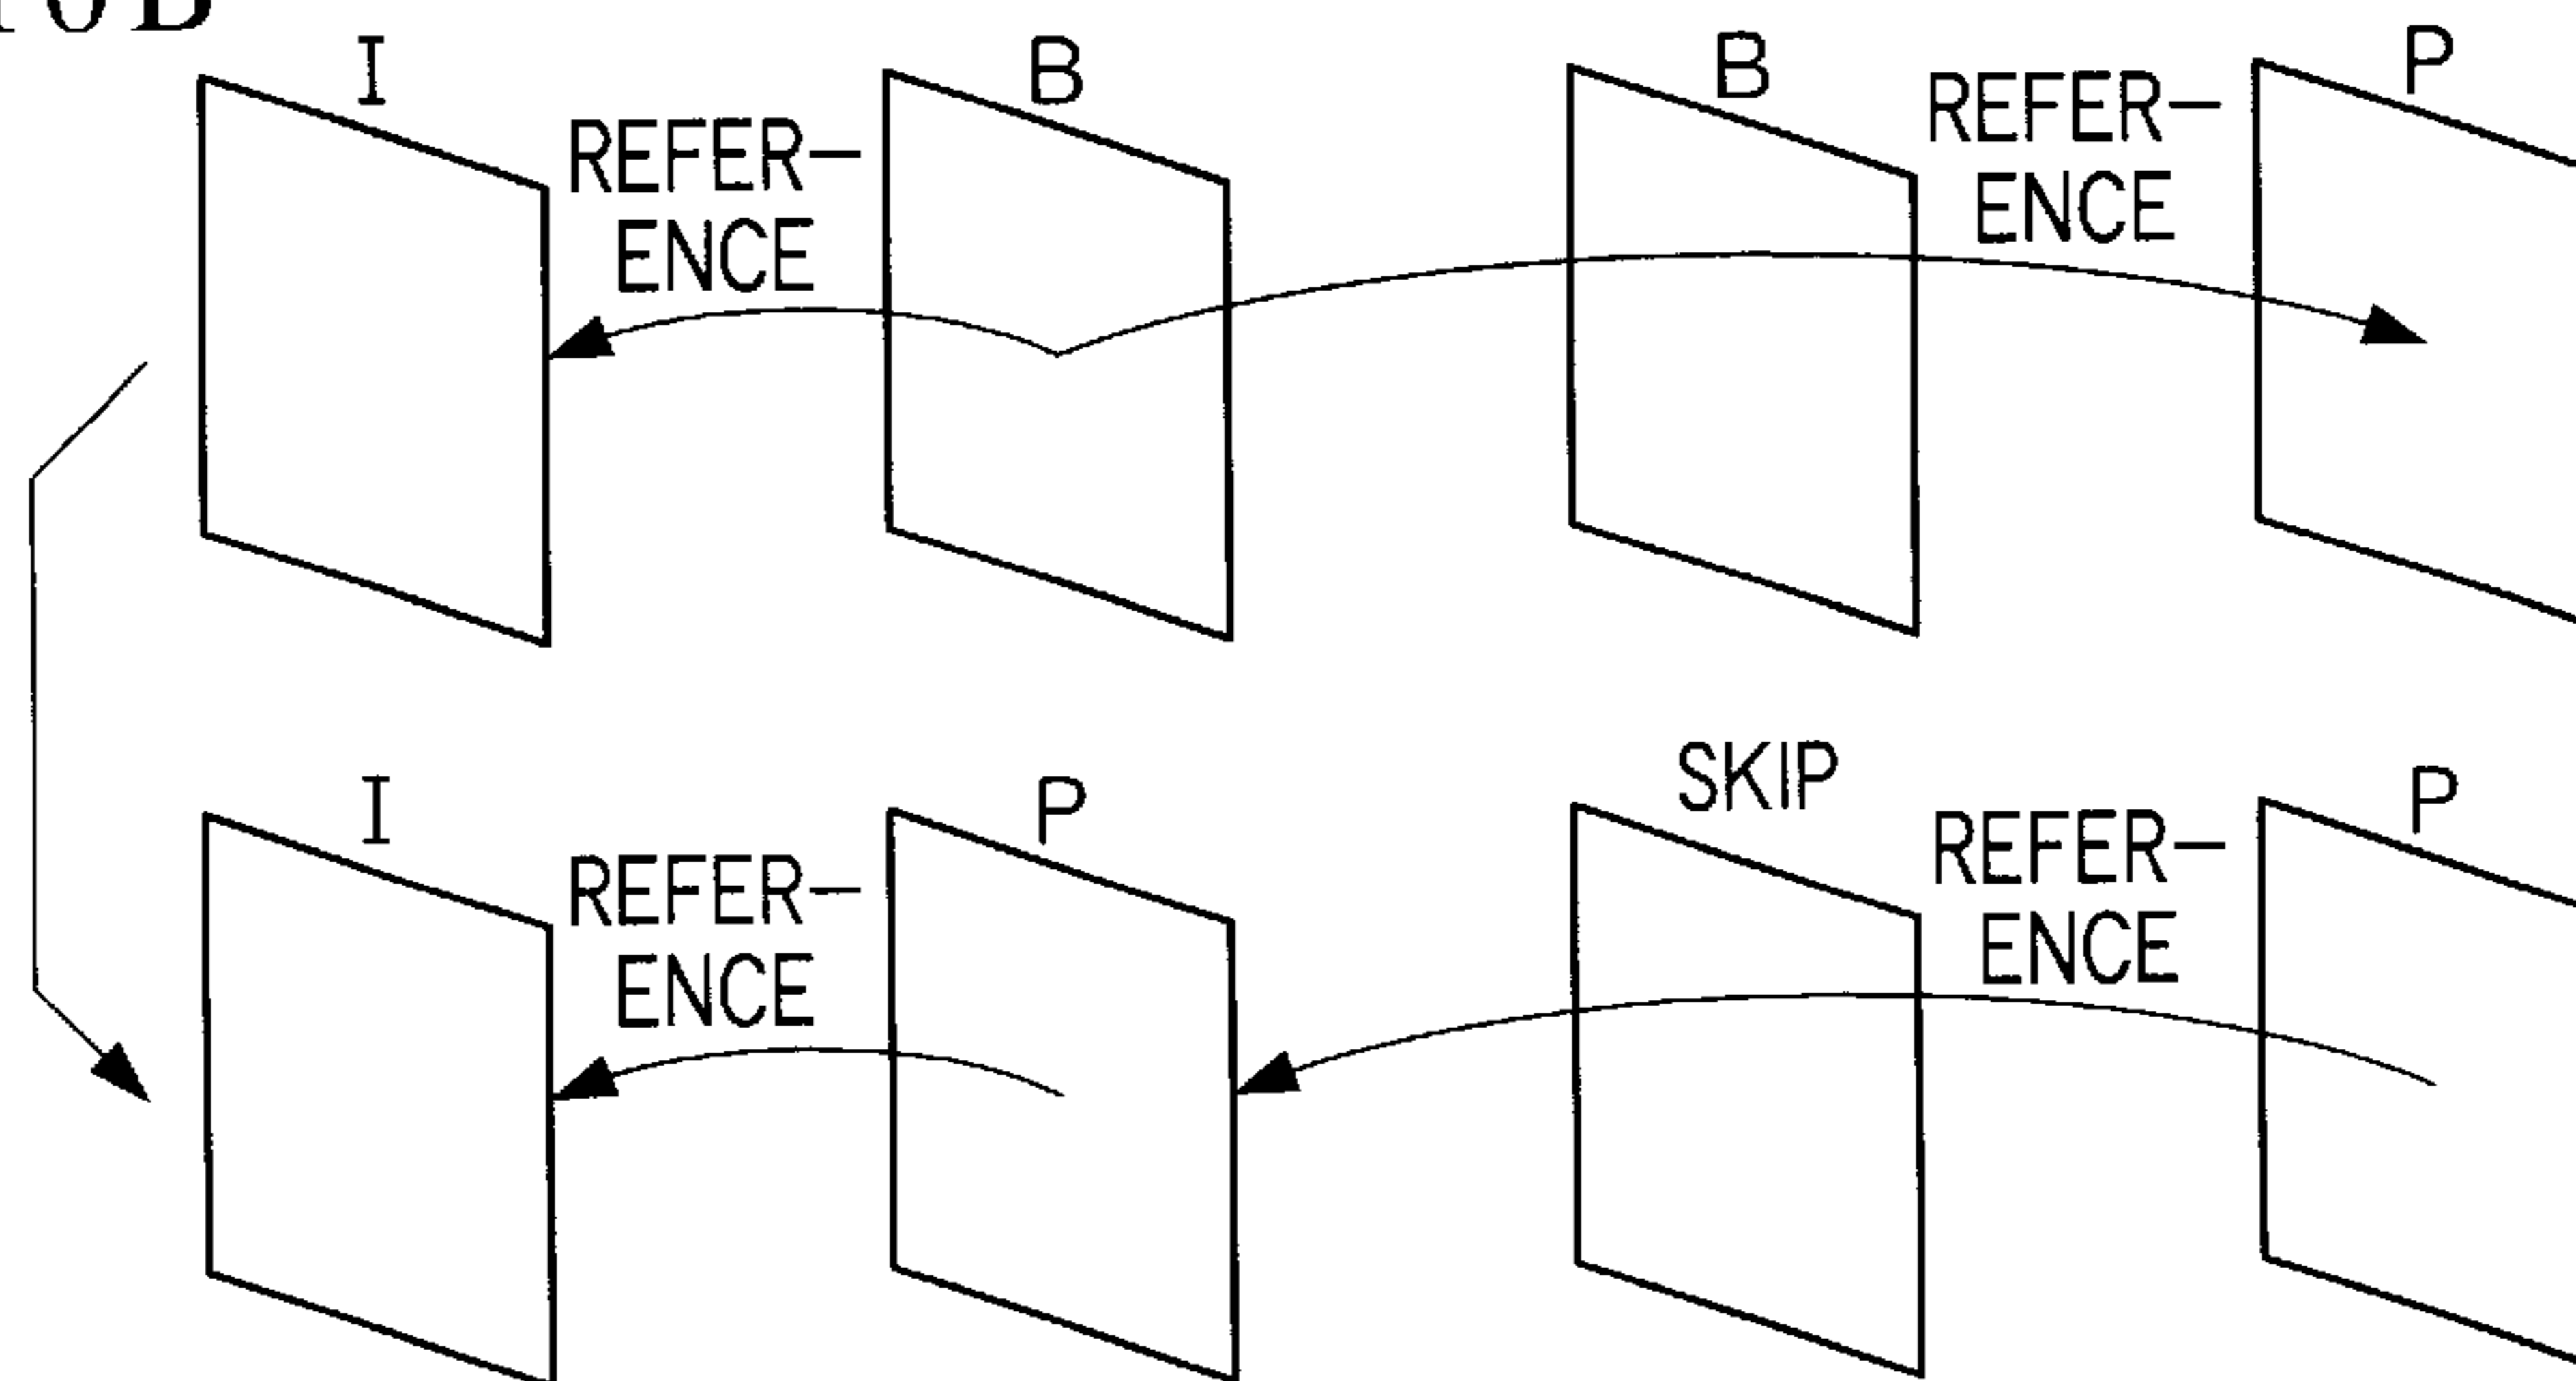 I
B
B
P
REFER-
ENCE
REFER-
ENCE
I
P
SKIP
P
REFER-
ENCE
REFER-
ENCE